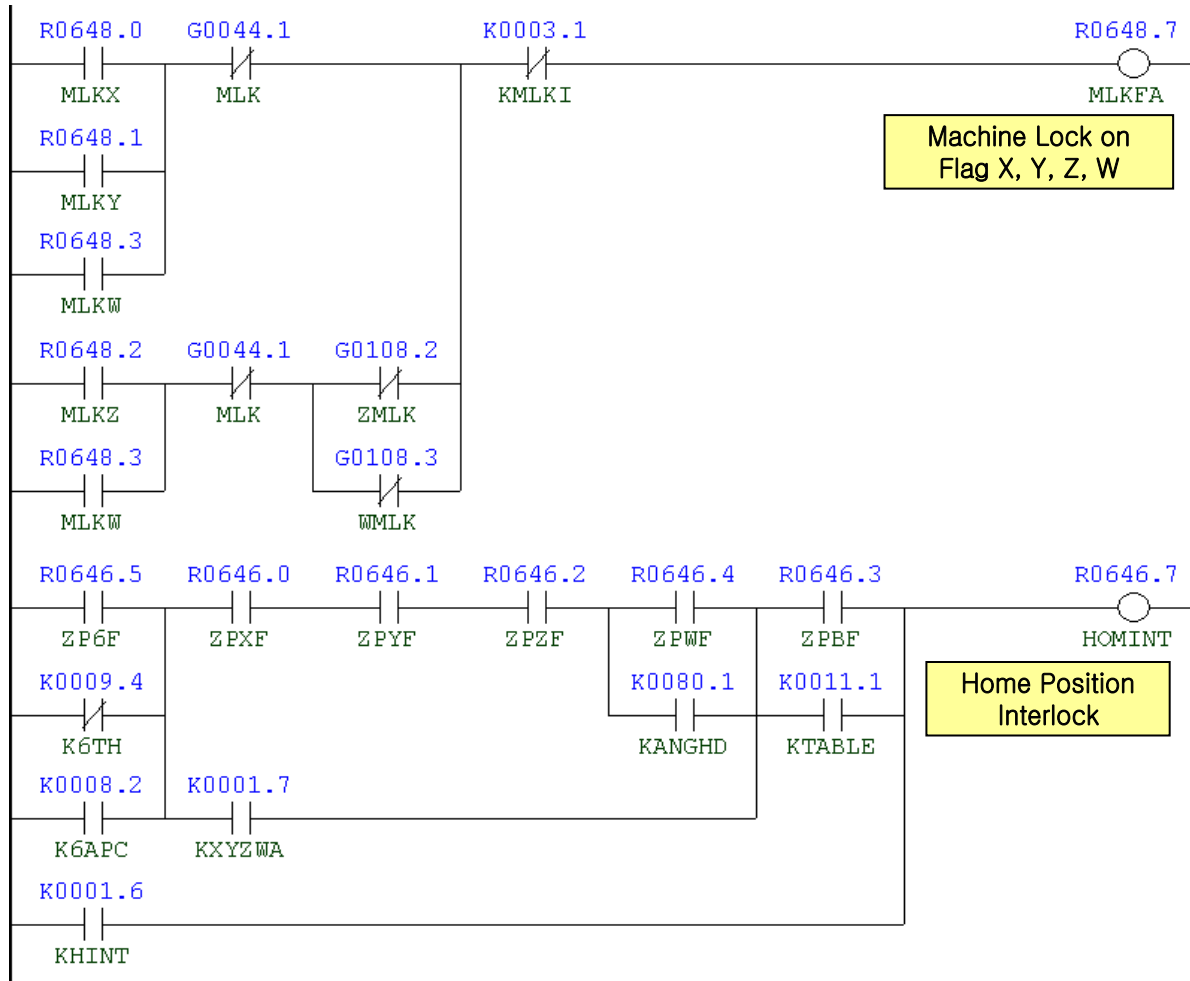 R0648.0 G0044.1 K0003.1 R0648.7
MLKX MLK KMLKI MLKFA
R0648.1
MLKY
Machine Lock on
Flag X, Y, Z, W
R0648.3
MLKW
R0648.2 G0044.1 G0108.2
MLKZ MLK ZMLK
R0648.3 G0108.3
MLKW WMLK
R0646.5 R0646.0 R0646.1 R0646.2 R0646.4 R0646.3 R0646.7
ZP6F ZPXF ZPYF ZPZF ZPWF ZPBF HOMINT
K0009.4 K0080.1 K0011.1
K6TH KANGHD KTABLE
Home Position
Interlock
K0008.2 K0001.7
K6APC KXYZWA
K0001.6
KHINT